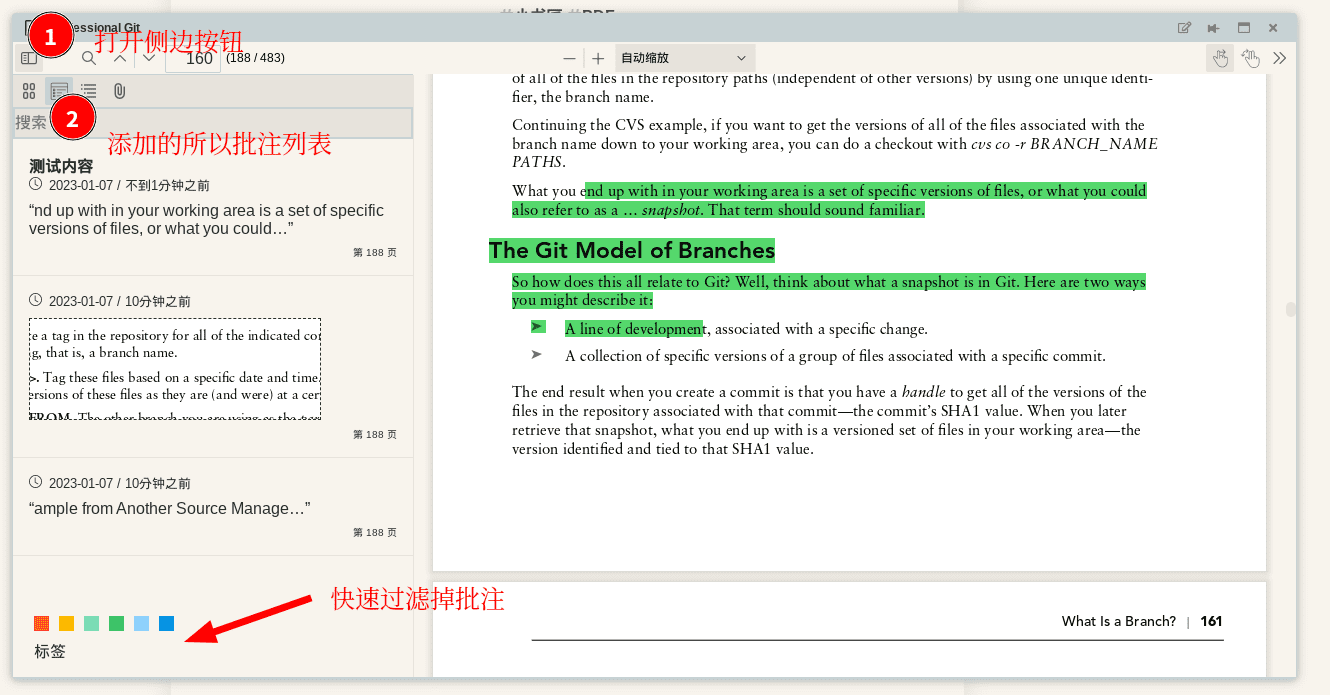 #小书匠 #PDF
essional Git
1
打开侧边按钮
160
(188 / 483)
自动缩放
搜索
2
添加的所以批注列表
测试内容
2023-01-07 / 不到1分钟之前
“nd up with in your working area is a set of specific
versions of files, or what you could…”
第 188 页
2023-01-07 / 10分钟之前
e a tag in the repository for all of the indicated co
g, that is, a branch name.
>. Tag these files based on a specific date and time,
ersions of these files as they are (and were) at a cer
FROM. The other branch you are using as the
第 188 页
2023-01-07 / 10分钟之前
“ample from Another Source Manage…”
第 188 页
快速过滤掉批注
标签
of all of the files in the repository paths (independent of other versions) by using one unique identi-
fier, the branch name.
Continuing the CVS example, if you want to get the versions of all of the files associated with the
branch name down to your working area, you can do a checkout with cvs co -r BRANCH_NAME
PATHS.
What you end up with in your working area is a set of specific versions of files, or what you could
also refer to as a … snapshot. That term should sound familiar.
The Git Model of Branches
So how does this all relate to Git? Well, think about what a snapshot is in Git. Here are two ways
you might describe it:
➤ A line of development, associated with a specific change.
➤ A collection of specific versions of a group of files associated with a specific commit.
The end result when you create a commit is that you have a handle to get all of the versions of the
files in the repository associated with that commit—the commit’s SHA1 value. When you later
retrieve that snapshot, what you end up with is a versioned set of files in your working area—the
version identified and tied to that SHA1 value.
What Is a Branch? | 161